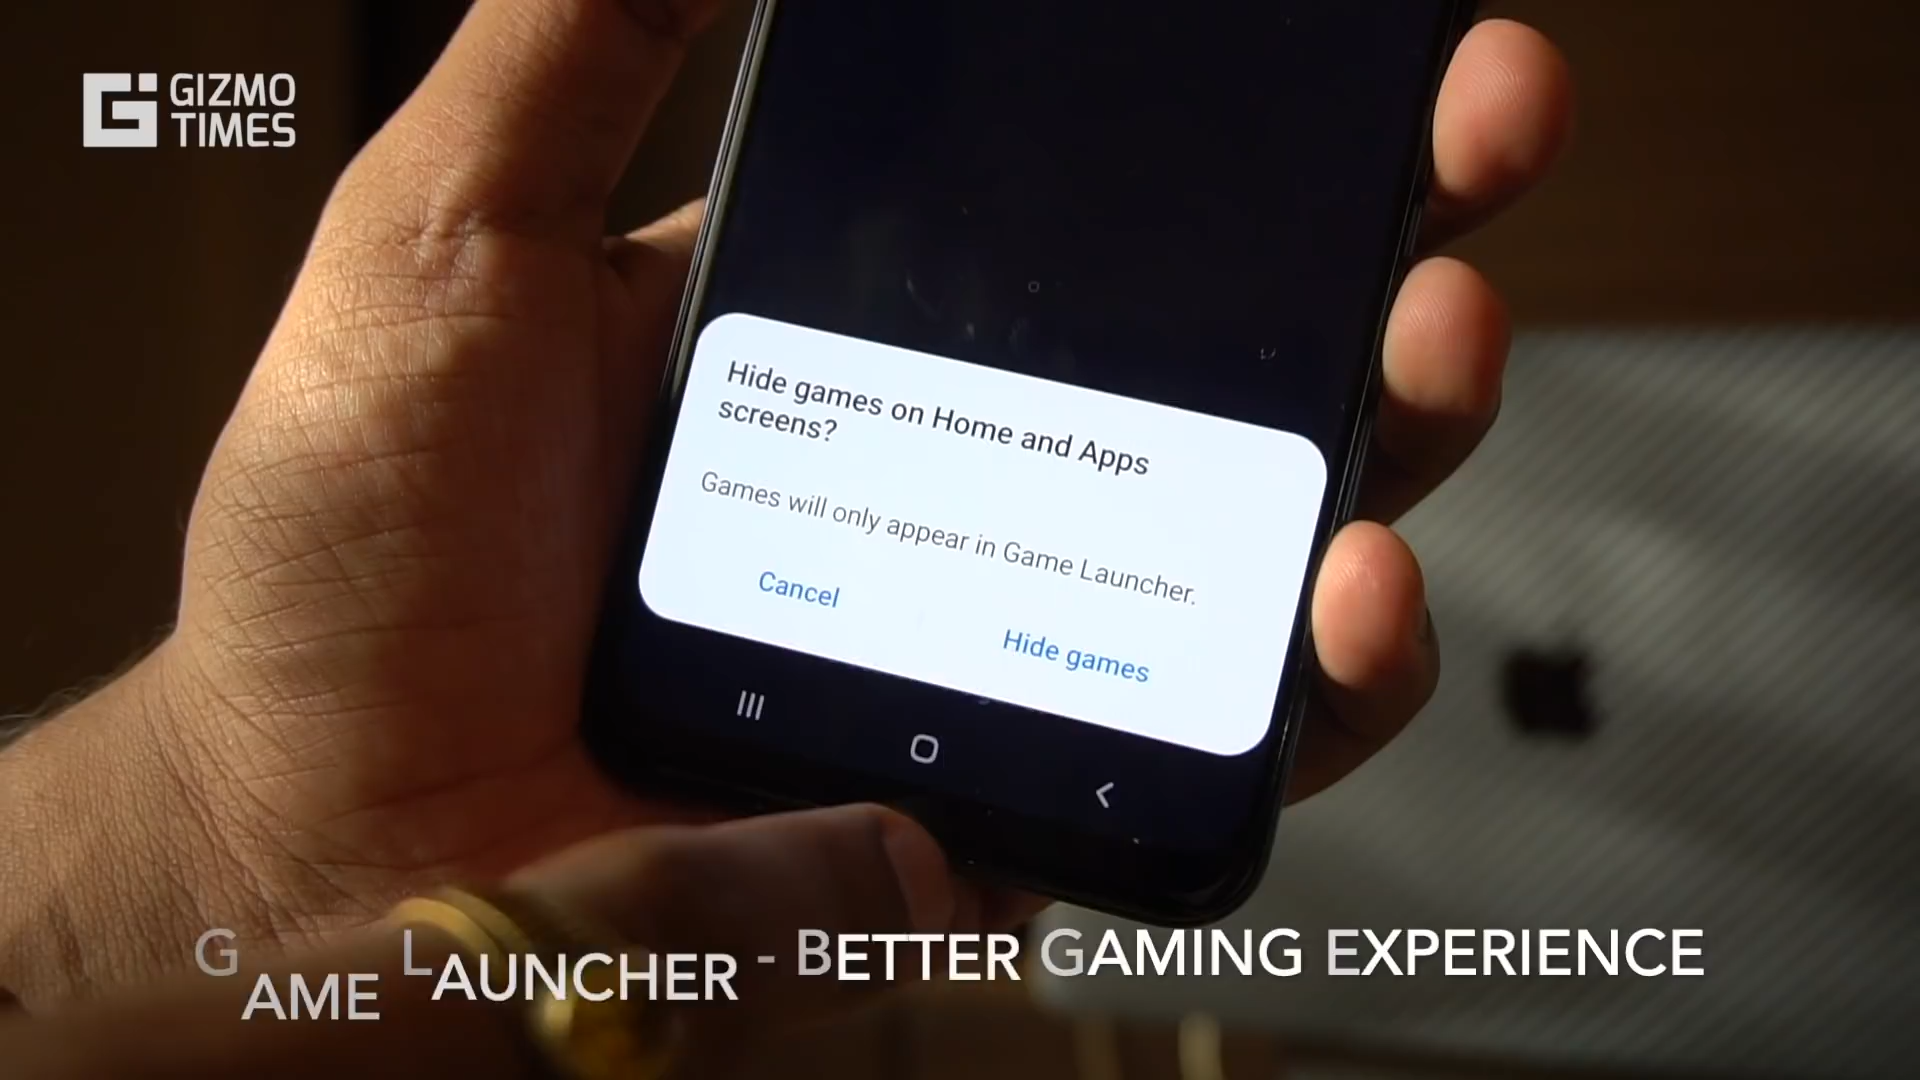 GIZMO
TIMES
Hide games on Home and Apps
screens?
Games will only appear in Game Launcher.
Cancel
Hide games
GAME LAUNCHER - BETTER GAMING EXPERIENCE